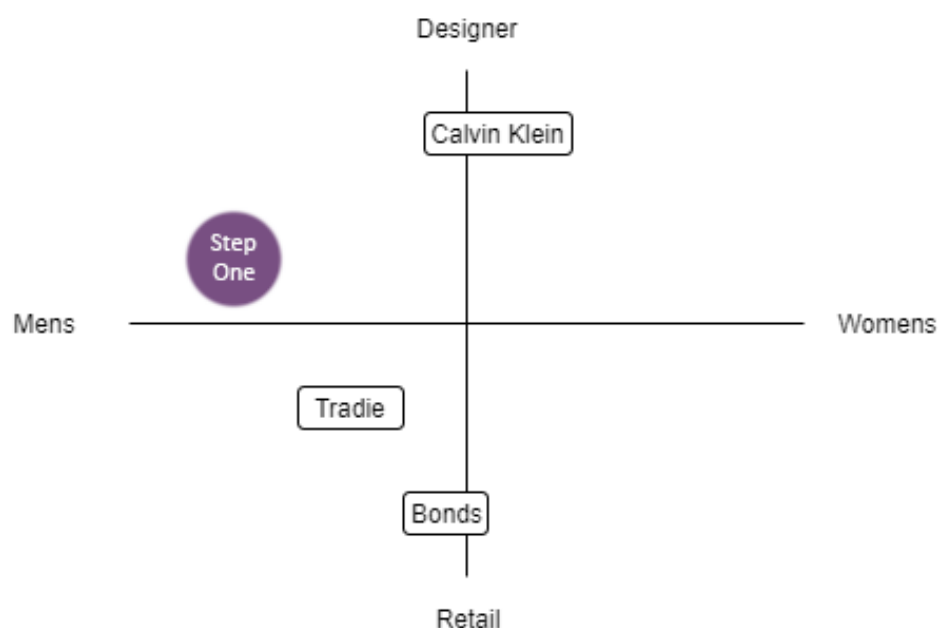 Designer
Calvin Klein
Step
One
Mens
Womens
Tradie
Bonds
Retail